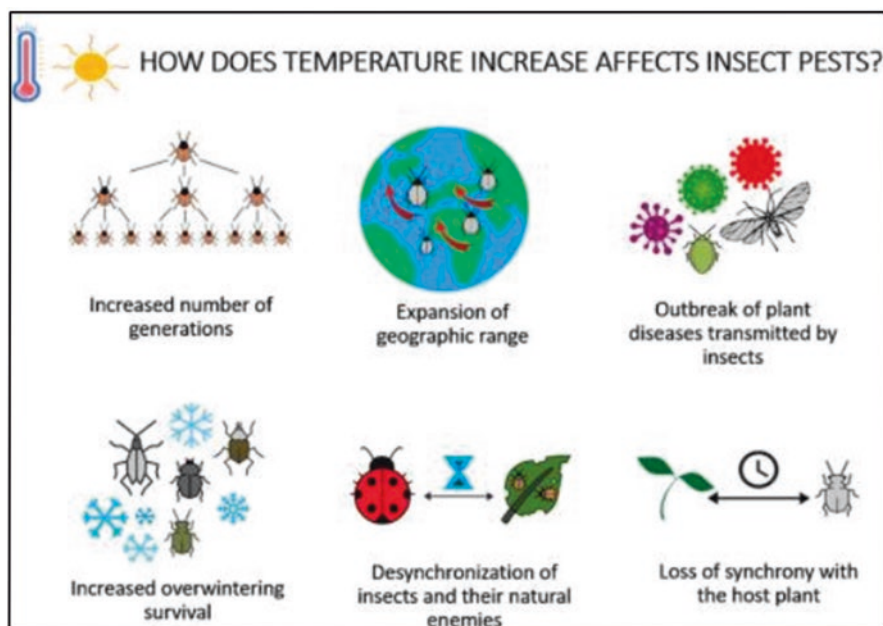 HOW DOES TEMPERATURE INCREASE AFFECTS INSECT PESTS?
Increased number of
generations
Expansion of
geographic range
Outbreak of plant
diseases transmitted by
insects
Increased overwintering
survival
Desynchronization of
insects and their natural
enemies
Loss of synchrony with
the host plant